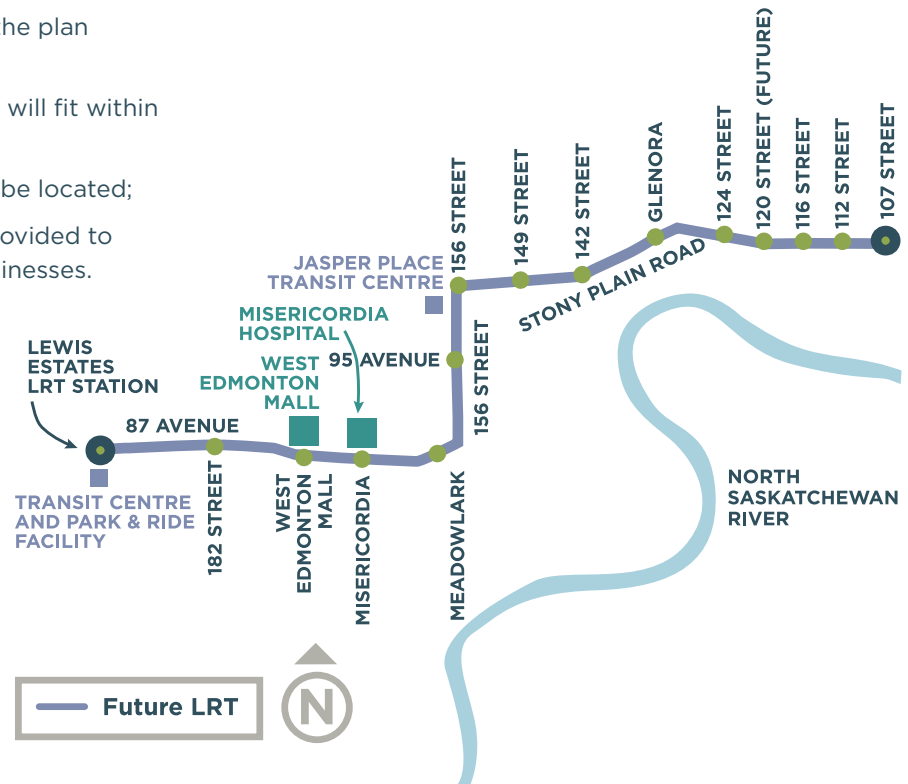 the plan
will fit within
be located;
ovided to
inesses.
156 STREET
149 STREET
142 STREET
GLENORA
124 STREET
120 STREET (FUTURE)
116 STREET
112 STREET
107 STREET
JASPER PLACE
TRANSIT CENTRE
STONY PLAIN ROAD
MISERICORDIA
HOSPITAL
WEST
EDMONTON
MALL
95 AVENUE
156 STREET
LEWIS
ESTATES
LRT STATION
87 AVENUE
TRANSIT CENTRE
AND PARK & RIDE
FACILITY
182 STREET
WEST
EDMONTON
MALL
MISERICORDIA
MEADOWLARK
NORTH
SASKATCHEWAN
RIVER
Future LRT
N